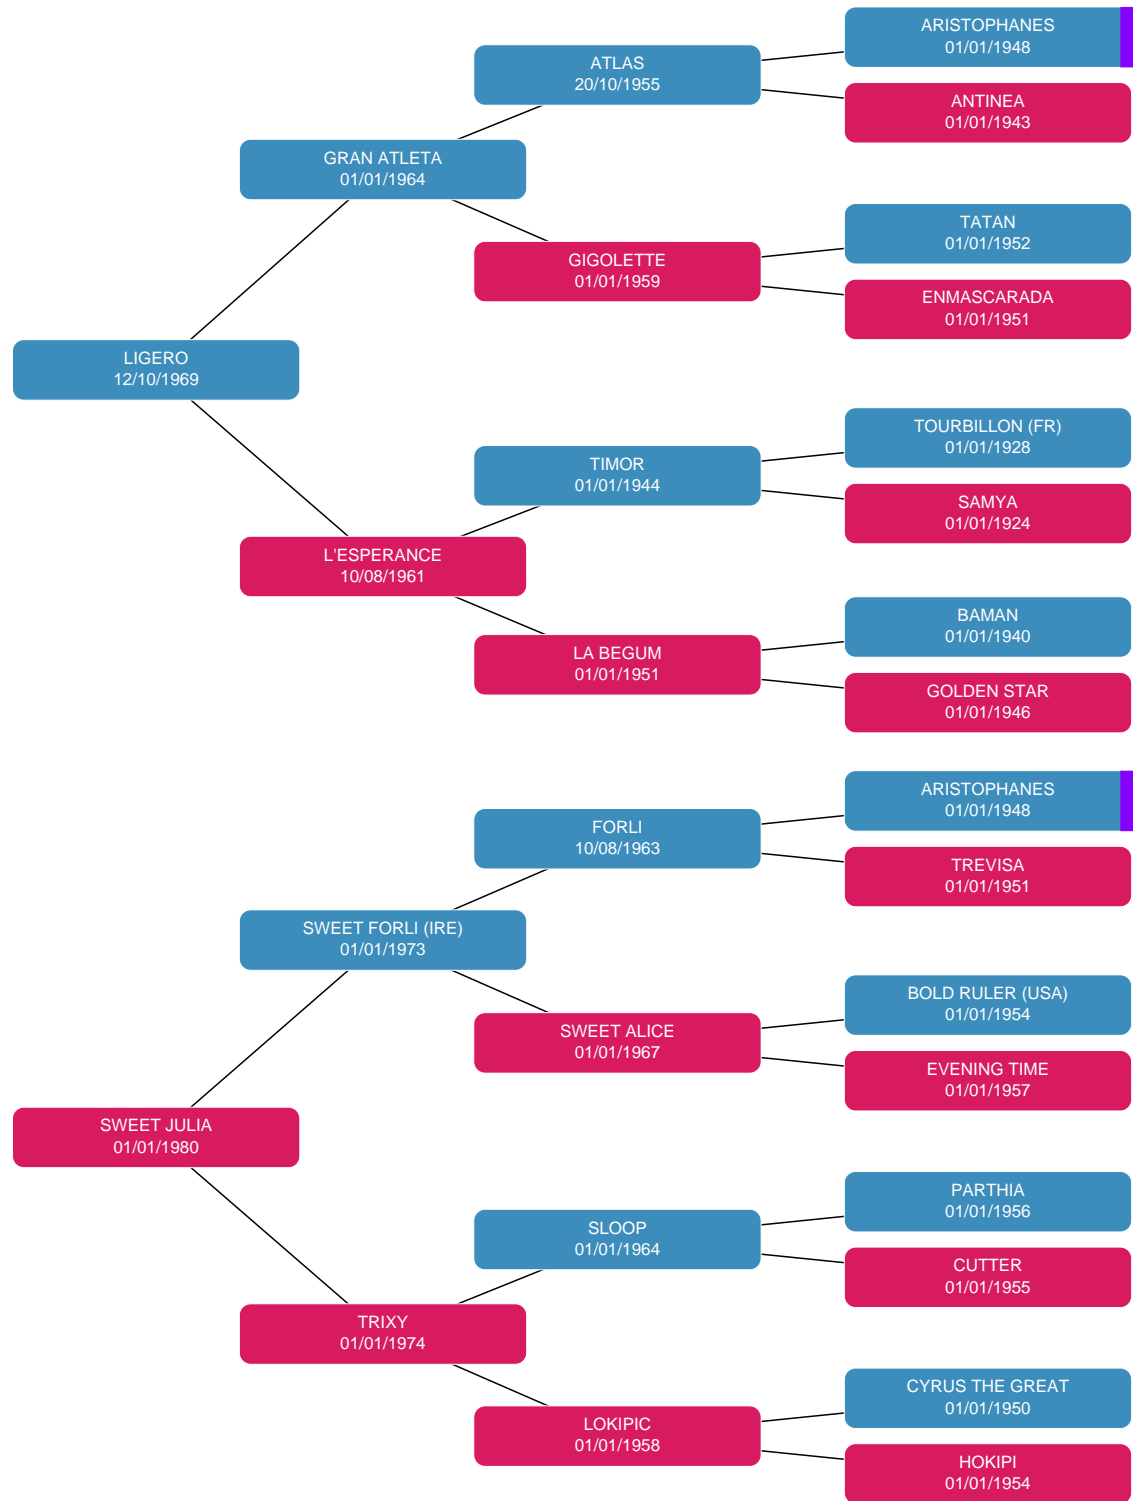 ARISTOPHANES
01/01/1948
ATLAS
20/10/1955
ANTINEA
01/01/1943
GRAN ATLETA
01/01/1964
TATAN
01/01/1952
GIGOLETTE
01/01/1959
ENMASCARADA
01/01/1951
LIGERO
12/10/1969
TOURBILLON (FR)
01/01/1928
TIMOR
01/01/1944
SAMYA
01/01/1924
L'ESPERANCE
10/08/1961
BAMAN
01/01/1940
LA BEGUM
01/01/1951
GOLDEN STAR
01/01/1946
ARISTOPHANES
01/01/1948
FORLI
10/08/1963
TREVISA
01/01/1951
SWEET FORLI (IRE)
01/01/1973
BOLD RULER (USA)
01/01/1954
SWEET ALICE
01/01/1967
EVENING TIME
01/01/1957
SWEET JULIA
01/01/1980
PARTHIA
01/01/1956
SLOOP
01/01/1964
CUTTER
01/01/1955
TRIXY
01/01/1974
CYRUS THE GREAT
01/01/1950
LOKIPIC
01/01/1958
HOKIPI
01/01/1954